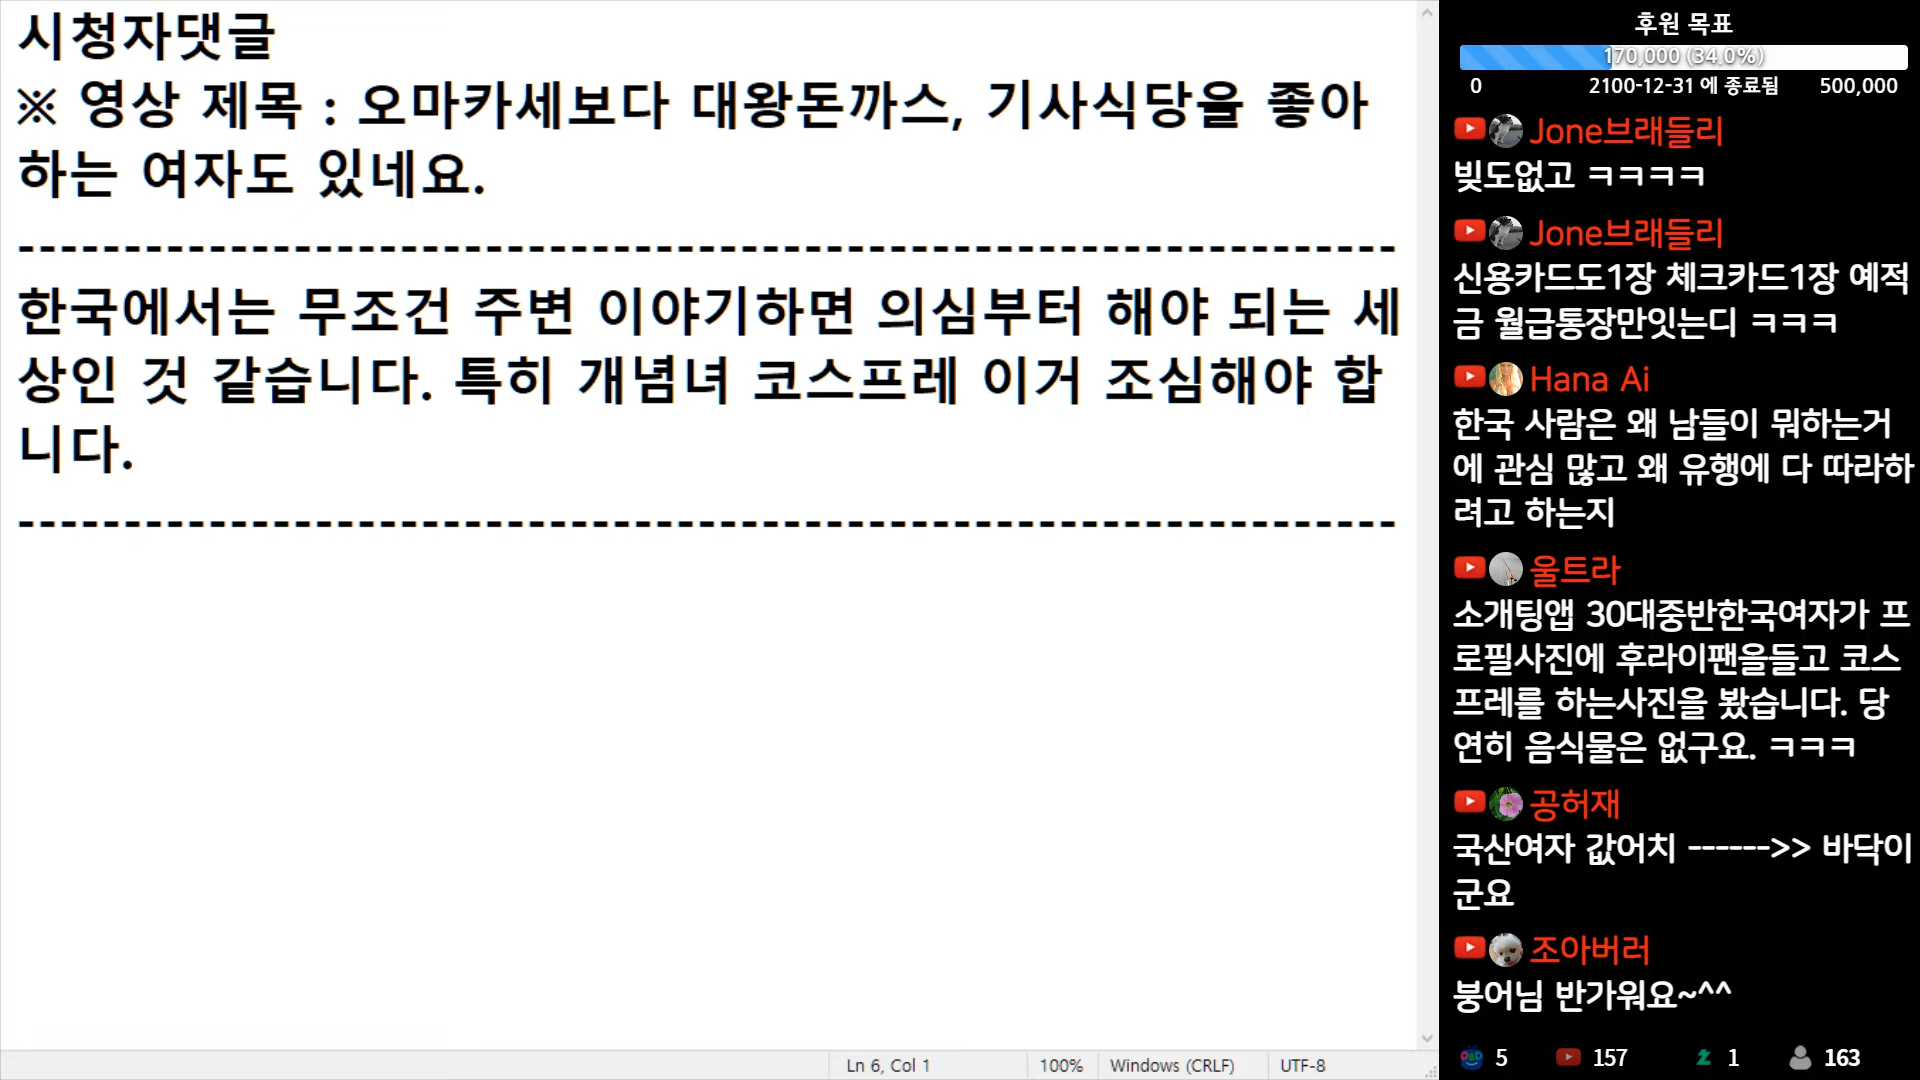 시청자댓글
※ 영상 제목 : 오마카세보다 대왕돈까스, 기사식당을 좋아
하는 여자도 있네요.
-----------------------------------------------------------------
한국에서는 무조건 주변 이야기하면 의심부터 해야 되는 세
상인 것 같습니다. 특히 개념녀 코스프레 이거 조심해야 합
니다.
-----------------------------------------------------------------
Ln 6, Col 1
100%
Windows (CRLF)
UTF-8
후원 목표
170,000 (34.0%)
0 2100-12-31 에 종료됨 500,000
Jone브래들리
빚도없고 ㅋㅋㅋㅋ
Jone브래들리
신용카드도1장 체크카드1장 예적
금 월급통장만잇는디 ㅋㅋㅋ
Hana Ai
한국 사람은 왜 남들이 뭐하는거
에 관심 많고 왜 유행에 다 따라하
려고 하는지
울트라
소개팅앱 30대중반한국여자가 프
로필사진에 후라이팬을들고 코스
프레를 하는사진을 봤습니다. 당
연히 음식물은 없구요. ㅋㅋㅋ
공허재
국산여자 값어치 ------>> 바닥이
군요
조아버러
붕어님 반가워요~^^
5 157 1 163